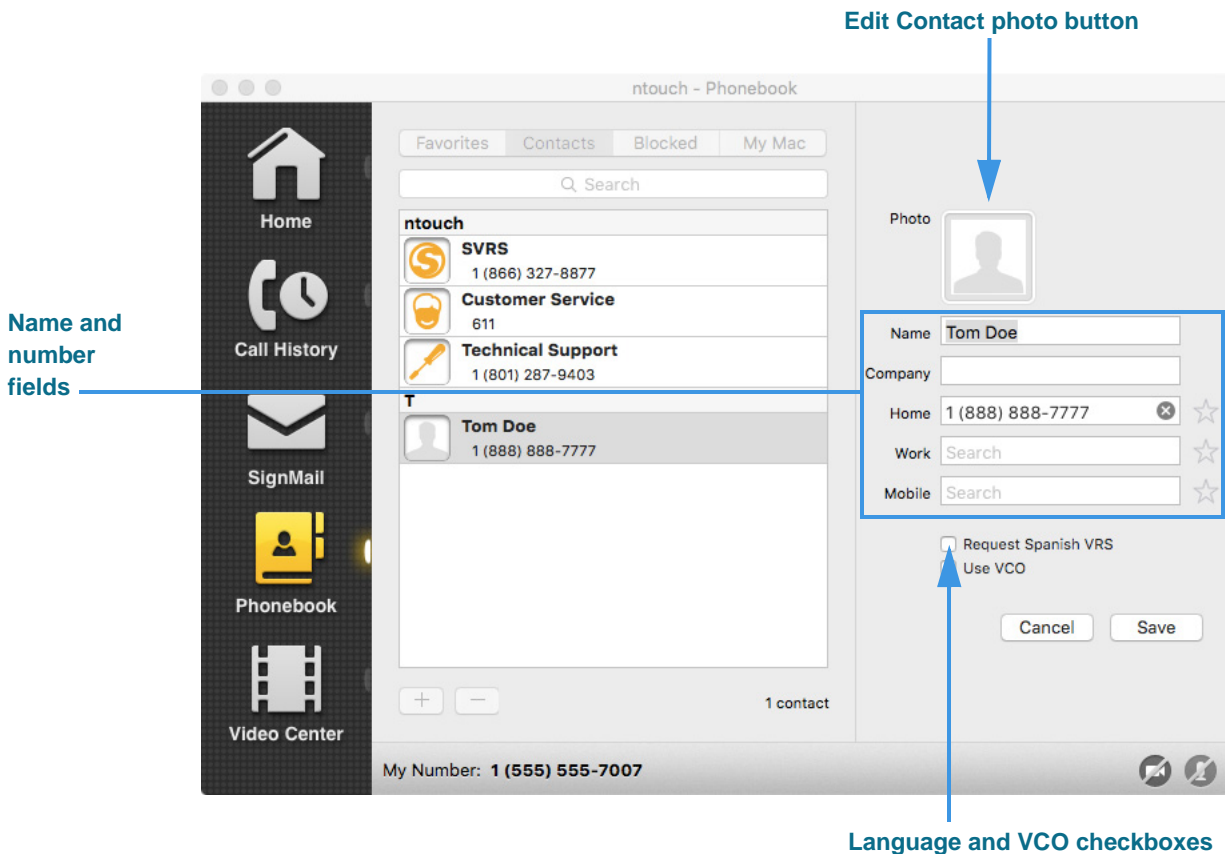 Edit Contact photo button
ntouch - Phonebook
Favorites Contacts Blocked My Mac
Search
Home
Call History
SignMail
Phonebook
Video Center
Name and
number
fields
ntouch
SVRS
1 (866) 327-8877
Customer Service
611
Technical Support
1 (801) 287-9403
T
Tom Doe
1 (888) 888-7777
1 contact
Photo
Name Tom Doe
Company
Home 1 (888) 888-7777
Work Search
Mobile Search
Request Spanish VRS
Use VCO
Cancel Save
My Number: 1 (555) 555-7007
Language and VCO checkboxes